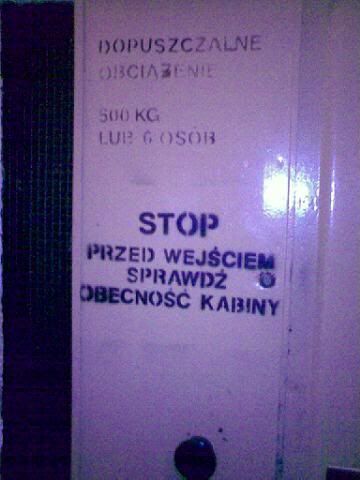 DOPUSZCZALNE
OBCIĄŻENIE
500 KG
LUB 6 OSÓB
STOP
PRZED WEJŚCIEM
SPRAWDŹ
OBECNOŚĆ KABINY